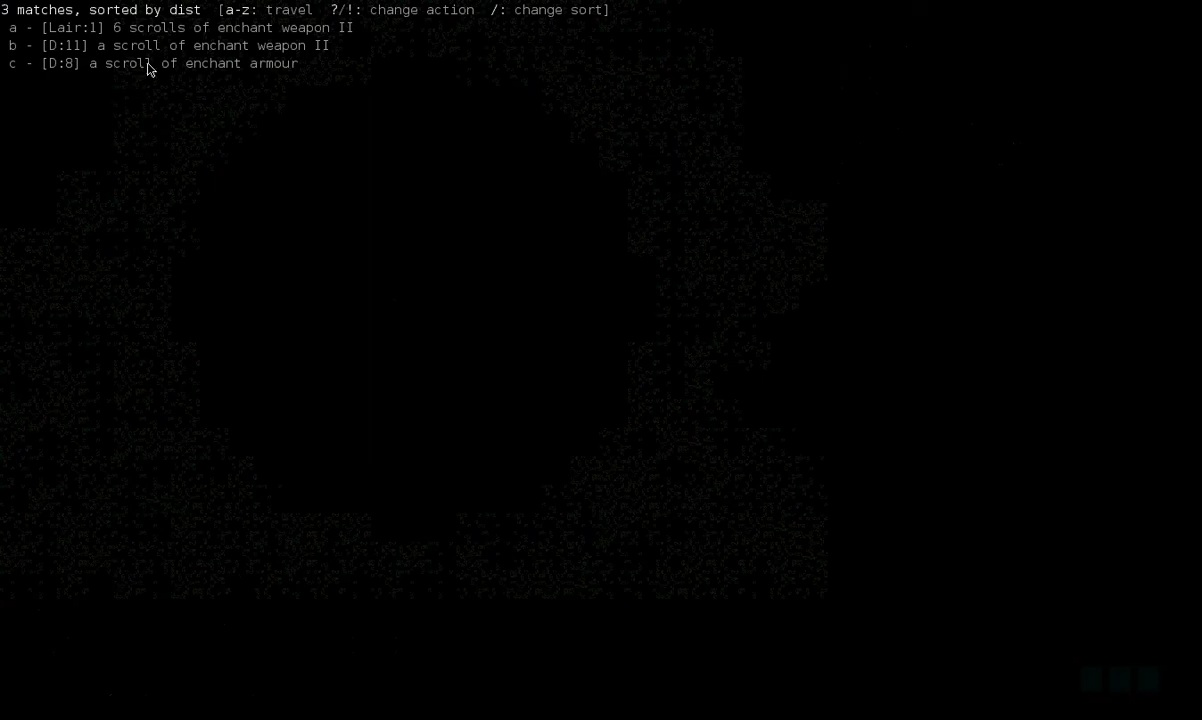 3 matches, sorted by dist  [a-z: travel  ?/!: change action  /: change sort]
a - [Lair:1] 6 scrolls of enchant weapon II
b - [D:11] a scroll of enchant weapon II
c - [D:8] a scroll of enchant armour